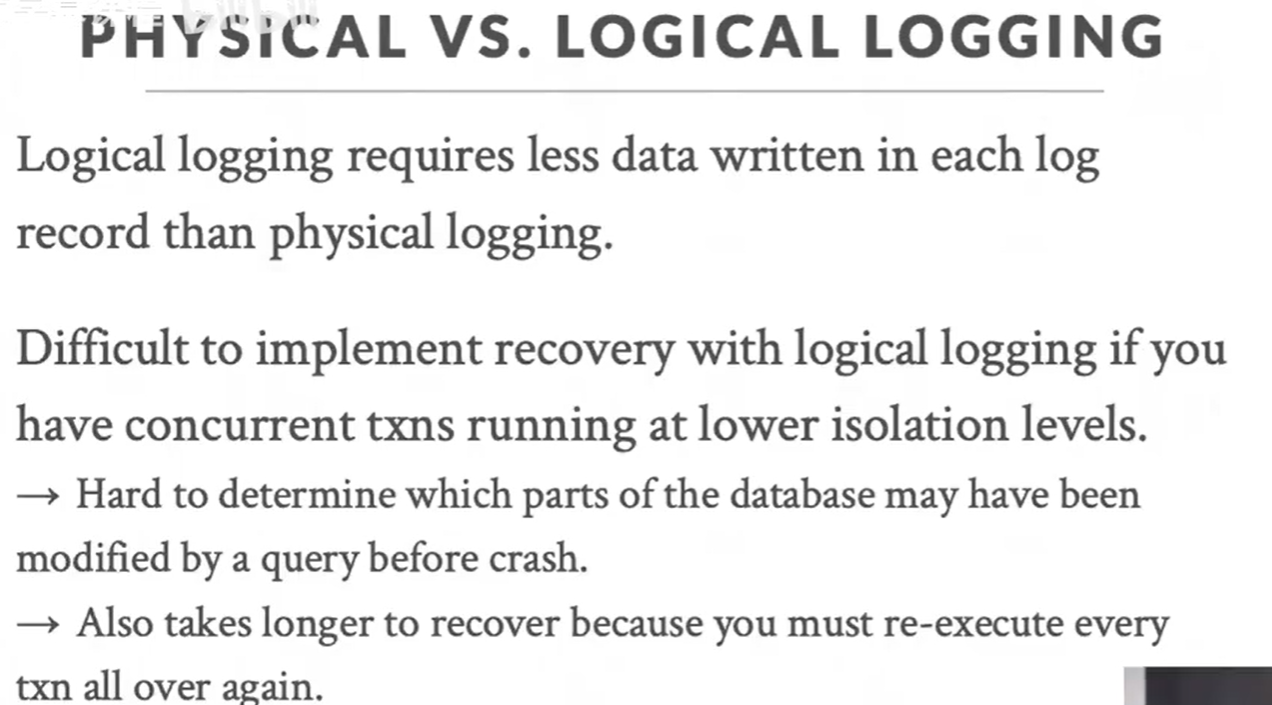 PHYSICAL VS. LOGICAL LOGGING
Logical logging requires less data written in each log
record than physical logging.
Difficult to implement recovery with logical logging if you
have concurrent txns running at lower isolation levels.
→ Hard to determine which parts of the database may have been
modified by a query before crash.
→ Also takes longer to recover because you must re-execute every
txn all over again.